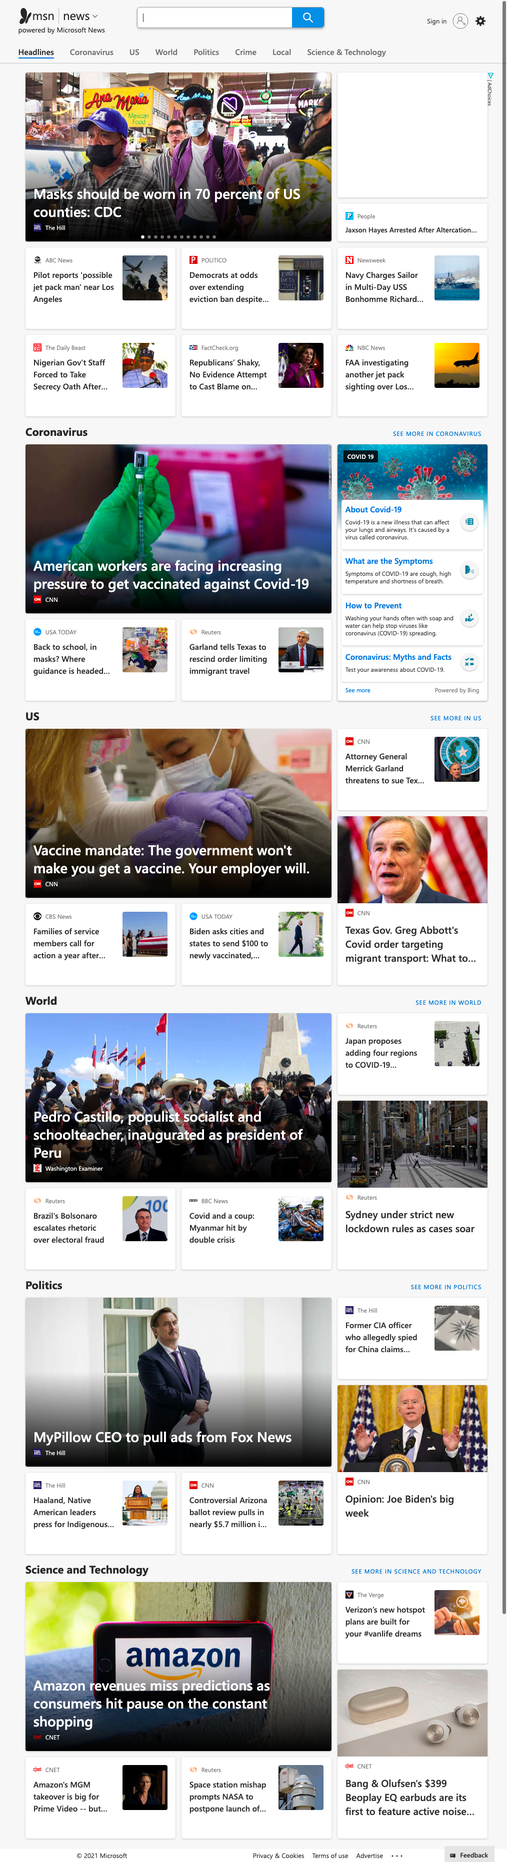 msn | news
powered by Microsoft News
Sign in
Headlines Coronavirus US World Politics Crime Local Science & Technology
Ana Maria
Mexican Food
Masks should be worn in 70 percent of US
counties: CDC
The Hill
AdChoices
People
Jaxson Hayes Arrested After Altercation...
ABC News
Pilot reports 'possible
jet pack man' near Los
Angeles
POLITICO
Democrats at odds
over extending
eviction ban despite...
Newsweek
Navy Charges Sailor
in Multi-Day USS
Bonhomme Richard...
The Daily Beast
Nigerian Gov't Staff
Forced to Take
Secrecy Oath After...
FactCheck.org
Republicans' Shaky,
No Evidence Attempt
to Cast Blame on...
NBC News
FAA investigating
another jet pack
sighting over Los...
Coronavirus
SEE MORE IN CORONAVIRUS
American workers are facing increasing
pressure to get vaccinated against Covid-19
CNN
COVID 19
About Covid-19
Covid-19 is a new illness that can affect
your lungs and airways. It's caused by a
virus called coronavirus.
What are the Symptoms
Symptoms of COVID-19 are cough, high
temperature and shortness of breath.
How to Prevent
Washing your hands often with soap and
water can help stop viruses like
coronavirus (COVID-19) spreading.
Coronavirus: Myths and Facts
Test your awareness about COVID-19.
See more
Powered by Bing
USA TODAY
Back to school, in
masks? Where
guidance is headed...
Reuters
Garland tells Texas to
rescind order limiting
immigrant travel
US
SEE MORE IN US
Vaccine mandate: The government won't
make you get a vaccine. Your employer will.
CNN
CNN
Attorney General
Merrick Garland
threatens to sue Tex...
CNN
Texas Gov. Greg Abbott's
Covid order targeting
migrant transport: What to...
CBS News
Families of service
members call for
action a year after...
USA TODAY
Biden asks cities and
states to send $100 to
newly vaccinated,...
World
SEE MORE IN WORLD
Pedro Castillo, populist socialist and
schoolteacher, inaugurated as president of
Peru
Washington Examiner
Reuters
Japan proposes
adding four regions
to COVID-19...
Reuters
Sydney under strict new
lockdown rules as cases soar
Reuters
Brazil's Bolsonaro
escalates rhetoric
over electoral fraud
BBC News
Covid and a coup:
Myanmar hit by
double crisis
Politics
SEE MORE IN POLITICS
MyPillow CEO to pull ads from Fox News
The Hill
The Hill
Former CIA officer
who allegedly spied
for China claims...
CNN
Opinion: Joe Biden's big
week
The Hill
Haaland, Native
American leaders
press for Indigenous...
CNN
Controversial Arizona
ballot review pulls in
nearly $5.7 million i...
Science and Technology
SEE MORE IN SCIENCE AND TECHNOLOGY
amazon
Amazon revenues miss predictions as
consumers hit pause on the constant
shopping
CNET
The Verge
Verizon's new hotspot
plans are built for
your #vanlife dreams
CNET
Bang & Olufsen's $399
Beoplay EQ earbuds are its
first to feature active noise...
CNET
Amazon's MGM
takeover is big for
Prime Video -- but...
Reuters
Space station mishap
prompts NASA to
postpone launch of...
© 2021 Microsoft
Privacy & Cookies Terms of use Advertise ...
Feedback